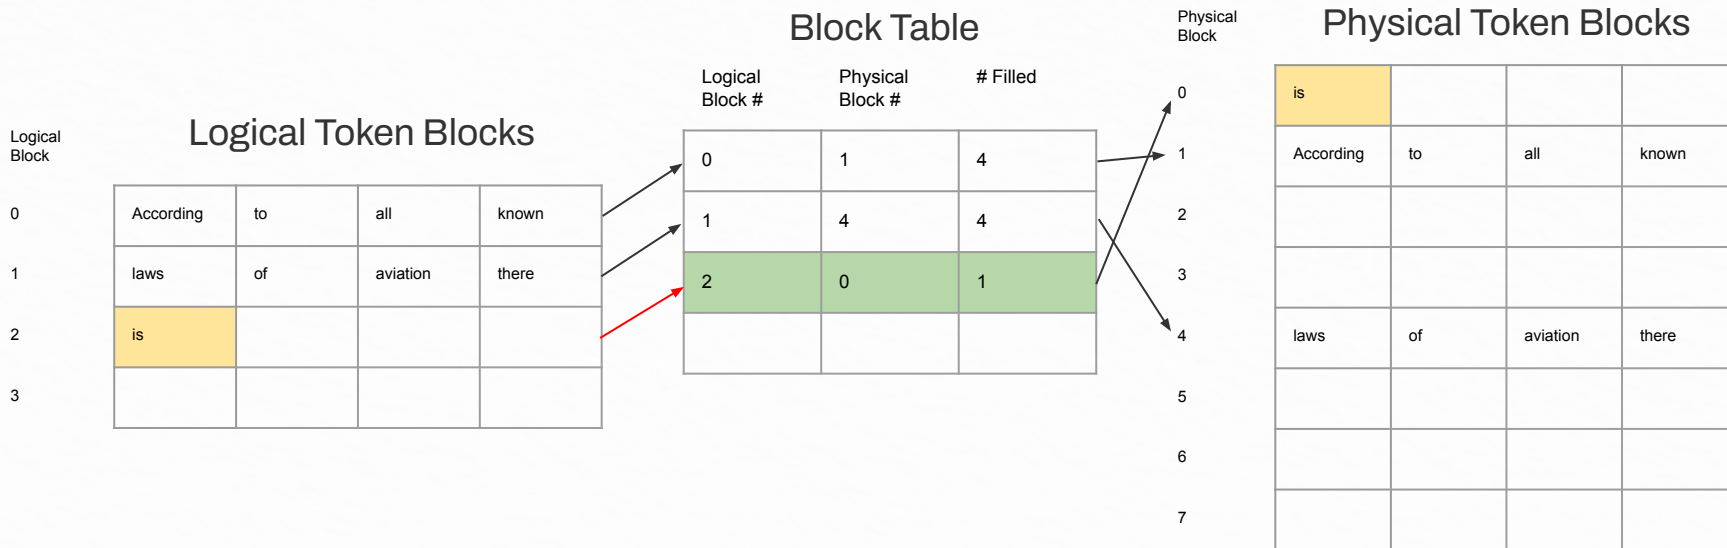 Block Table
Physical Token Blocks
Physical
Block
Logical
Block #
Physical
Block #
# Filled
Logical Token Blocks
Logical
Block
0 1 4
1 4 4
2 0 1
0 According to all known
1 laws of aviation there
2 is
3
0 is
1 According to all known
2
3
4 laws of aviation there
5
6
7